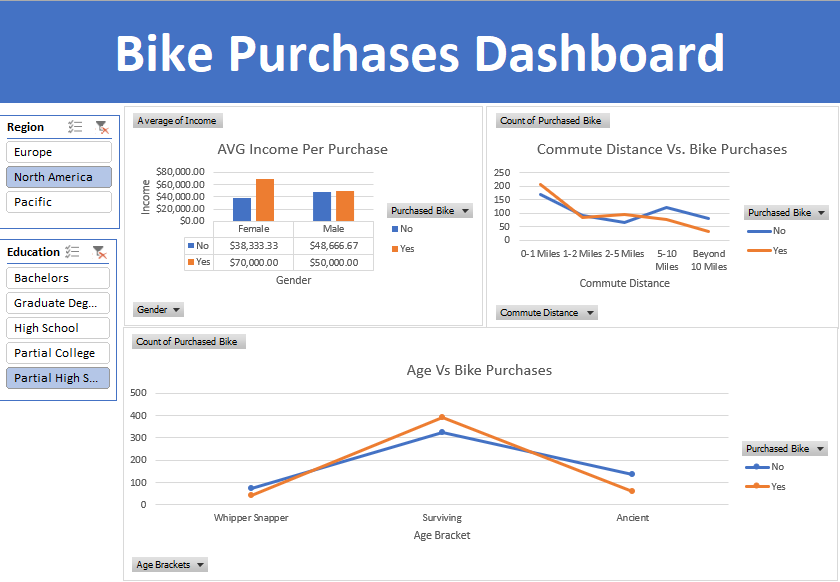 Bike Purchases Dashboard
Region
Europe
North America
Pacific
Education
Bachelors
Graduate Deg...
High School
Partial College
Partial High S...
Average of Income
AVG Income Per Purchase
$80,000.00
$60,000.00
$40,000.00
$20,000.00
$0.00
Income
Female Male
No $38,333.33 $48,666.67
Yes $70,000.00 $50,000.00
Gender
Purchased Bike
No
Yes
Gender
Count of Purchased Bike
Commute Distance Vs. Bike Purchases
250
200
150
100
50
0
0-1 Miles 1-2 Miles 2-5 Miles 5-10 Miles Beyond 10 Miles
Commute Distance
Purchased Bike
No
Yes
Commute Distance
Count of Purchased Bike
Age Vs Bike Purchases
500
400
300
200
100
0
Whipper Snapper Surviving Ancient
Age Bracket
Purchased Bike
No
Yes
Age Brackets